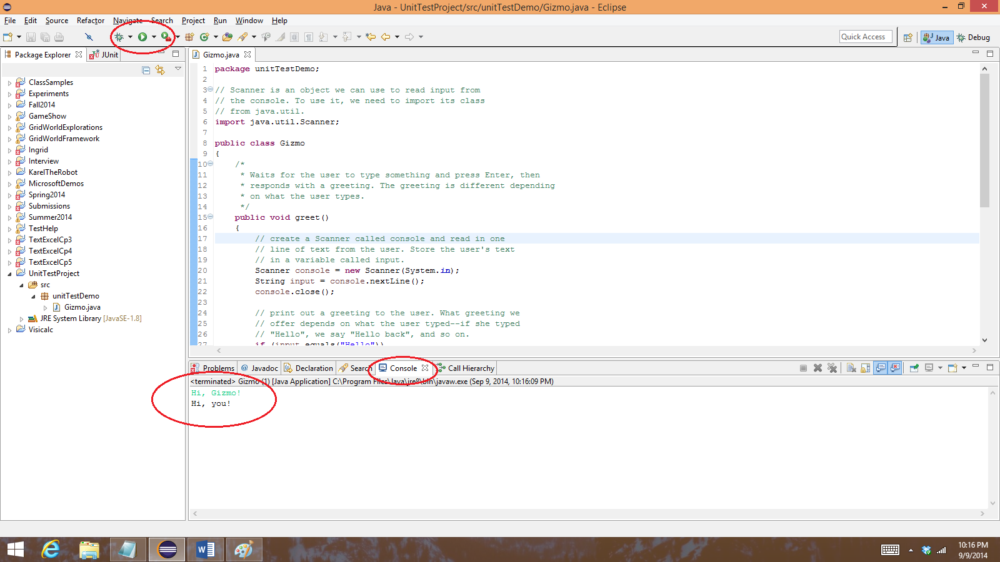 Java - UnitTestProject/src/unitTestDemo/Gizmo.java - Eclipse
File Edit Source Refactor Navigate Search Project Run Window Help
Quick Access
Java
Debug
Package Explorer
JUnit
ClassSamples
Experiments
Fall2014
GameShow
GridWorldExplorations
GridWorldFramework
Ingrid
Interview
KarelTheRobot
MicrosoftDemos
Spring2014
Submissions
Summer2014
TestHelp
TextExcelCp3
TextExcelCp4
TextExcelCp5
UnitTestProject
src
unitTestDemo
Gizmo.java
JRE System Library [JavaSE-1.8]
Visicalc
Gizmo.java
1 package unitTestDemo;
2
3 // Scanner is an object we can use to read input from
4 // the console. To use it, we need to import its class
5 // from java.util.
6 import java.util.Scanner;
7
8 public class Gizmo
9 {
10 /*
11 * Waits for the user to type something and press Enter, then
12 * responds with a greeting. The greeting is different depending
13 * on what the user types.
14 */
15 public void greet()
16 {
17 // create a Scanner called console and read in one
18 // line of text from the user. Store the user's text
19 // in a variable called input.
20 Scanner console = new Scanner(System.in);
21 String input = console.nextLine();
22 console.close();
23
24 // print out a greeting to the user. What greeting we
25 // offer depends on what the user typed--if she typed
26 // "Hello", we say "Hello back", and so on.
27 if (input.equals("Hello"))
Problems @ Javadoc Declaration Search Console Call Hierarchy
<terminated> Gizmo (1) [Java Application] C:\Program Files\Java\jre8\bin\javaw.exe (Sep 9, 2014, 10:16:09 PM)
Hi, Gizmo!
Hi, you!
10:16 PM
9/9/2014